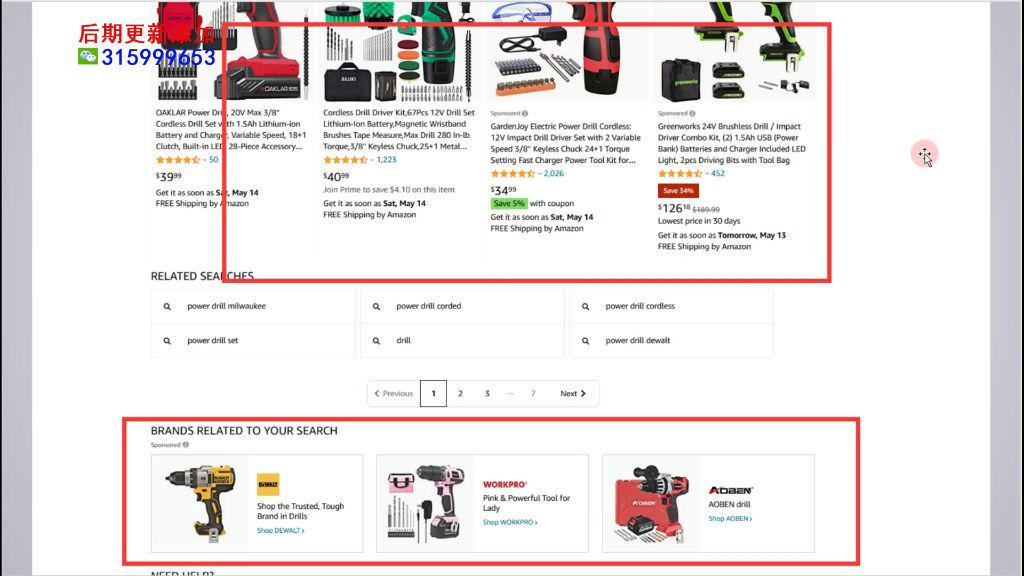 后期更新添加
315999653
OAKLAR
AILUKI
greenworks
OAKLAR Power Drill, 20V Max 3/8"
Cordless Drill Set with 1.5Ah Lithium-ion
Battery and Charger, Variable Speed, 18+1
Clutch, Built-in LED 28-Piece Accessory...
50
$39.99
Get it as soon as Sat, May 14
FREE Shipping by Amazon
Cordless Drill Driver Kit,67Pcs 12V Drill Set
Lithium-Ion Battery,Magnetic Wristband
Brushes Tape Measure,Max Drill 280 In-lb
Torque,3/8" Keyless Chuck,25+1 Metal...
1,223
$40.99
Join Prime to save $4.10 on this item
Get it as soon as Sat, May 14
FREE Shipping by Amazon
Sponsored
GardenJoy Electric Power Drill Cordless:
12V Impact Drill Driver Set with 2 Variable
Speed 3/8" Keyless Chuck 24+1 Torque
Setting Fast Charger Power Tool Kit for...
2,026
$34.99
Save 5% with coupon
Get it as soon as Sat, May 14
FREE Shipping by Amazon
Sponsored
Greenworks 24V Brushless Drill / Impact
Driver Combo Kit, (2) 1.5Ah USB (Power
Bank) Batteries and Charger Included LED
Light, 2pcs Driving Bits with Tool Bag
452
Save 34%
$126.18 $189.99
Lowest price in 30 days
Get it as soon as Tomorrow, May 13
FREE Shipping by Amazon
RELATED SEARCHES
power drill milwaukee
power drill corded
power drill cordless
power drill set
drill
power drill dewalt
Previous 1 2 3 ... 7 Next
BRANDS RELATED TO YOUR SEARCH
Sponsored
DEWALT
Shop the Trusted, Tough
Brand in Drills
Shop DEWALT ›
WORKPRO
Pink & Powerful Tool for
Lady
Shop WORKPRO ›
AOBEN
AOBEN
AOBEN drill
Shop AOBEN ›
NEED HELP?